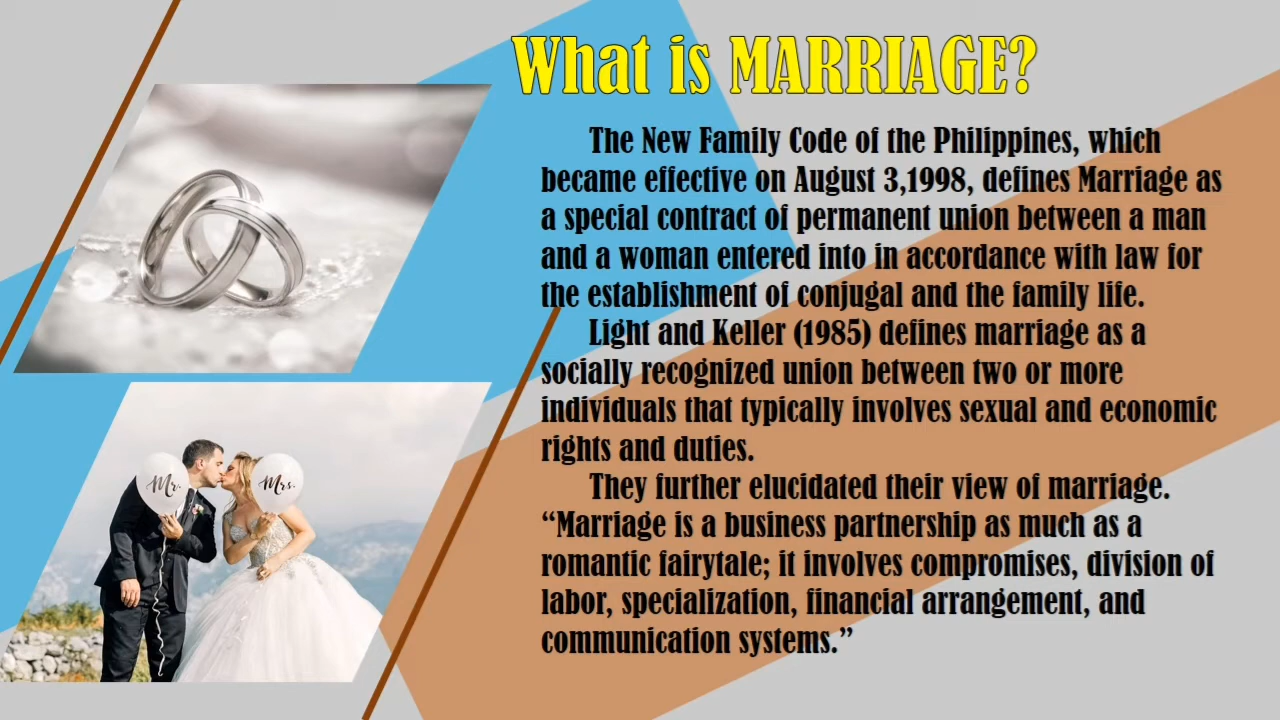 What is MARRIAGE?
The New Family Code of the Philippines, which
became effective on August 3,1998, defines Marriage as
a special contract of permanent union between a man
and a woman entered into in accordance with law for
the establishment of conjugal and the family life.
Light and Keller (1985) defines marriage as a
socially recognized union between two or more
individuals that typically involves sexual and economic
rights and duties.
They further elucidated their view of marriage.
“Marriage is a business partnership as much as a
romantic fairytale; it involves compromises, division of
labor, specialization, financial arrangement, and
communication systems.”
Mr.
Mrs.